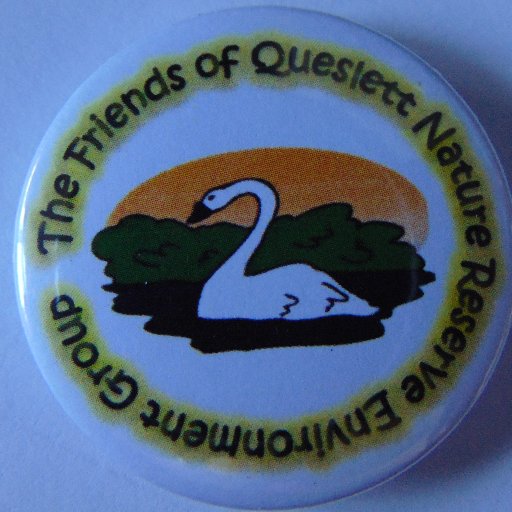 The Friends of Queslett Nature Reserve Environment Group